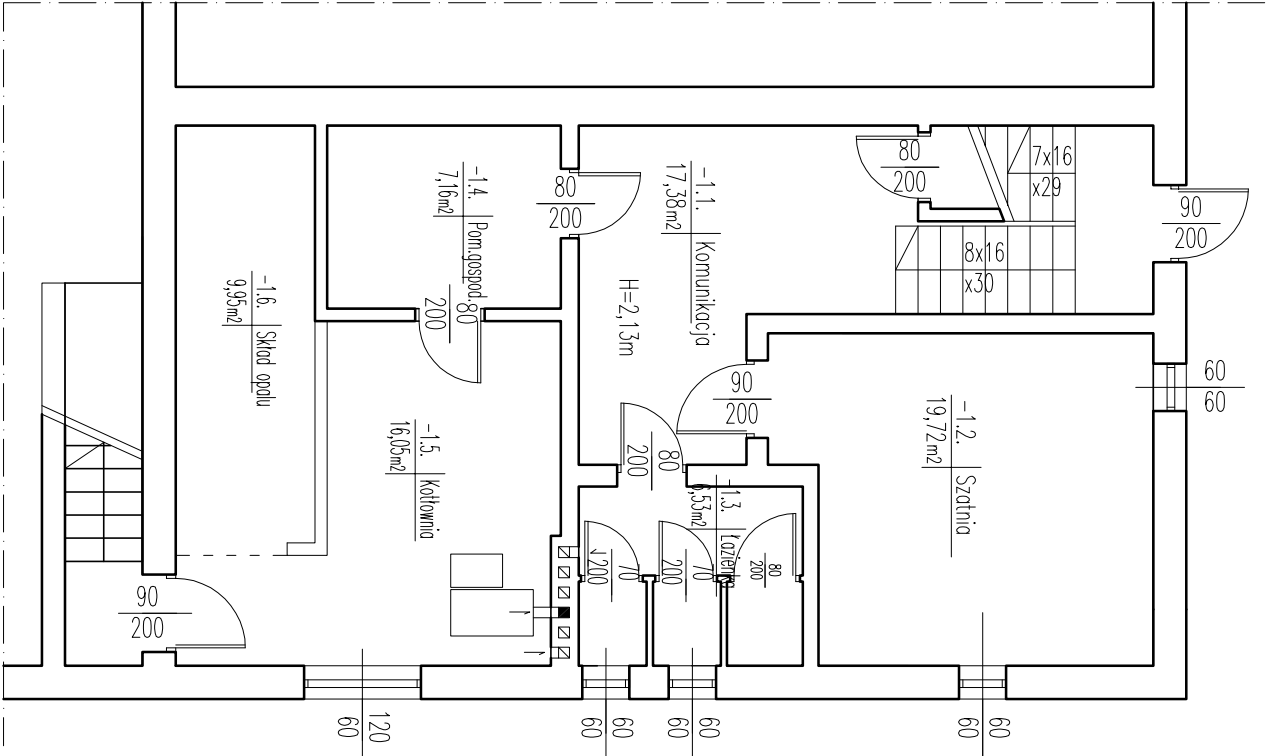 80
200
7x16
x29
90
200
-1.4.
7,16m2
Pom.gospod.
80
200
-1.1.
17,38m2
Komunikacja
8x16
x30
H=2,13m
-1.6.
9,95m2
Skład opału
80
200
90
200
60
60
-1.5.
16,05m2
Kotłownia
-1.2.
19,72m2
Szatnia
80
200
-1.3.
6,53m2
70
200
70
200
80
200
90
200
120
60
60
60
60
60
60
60